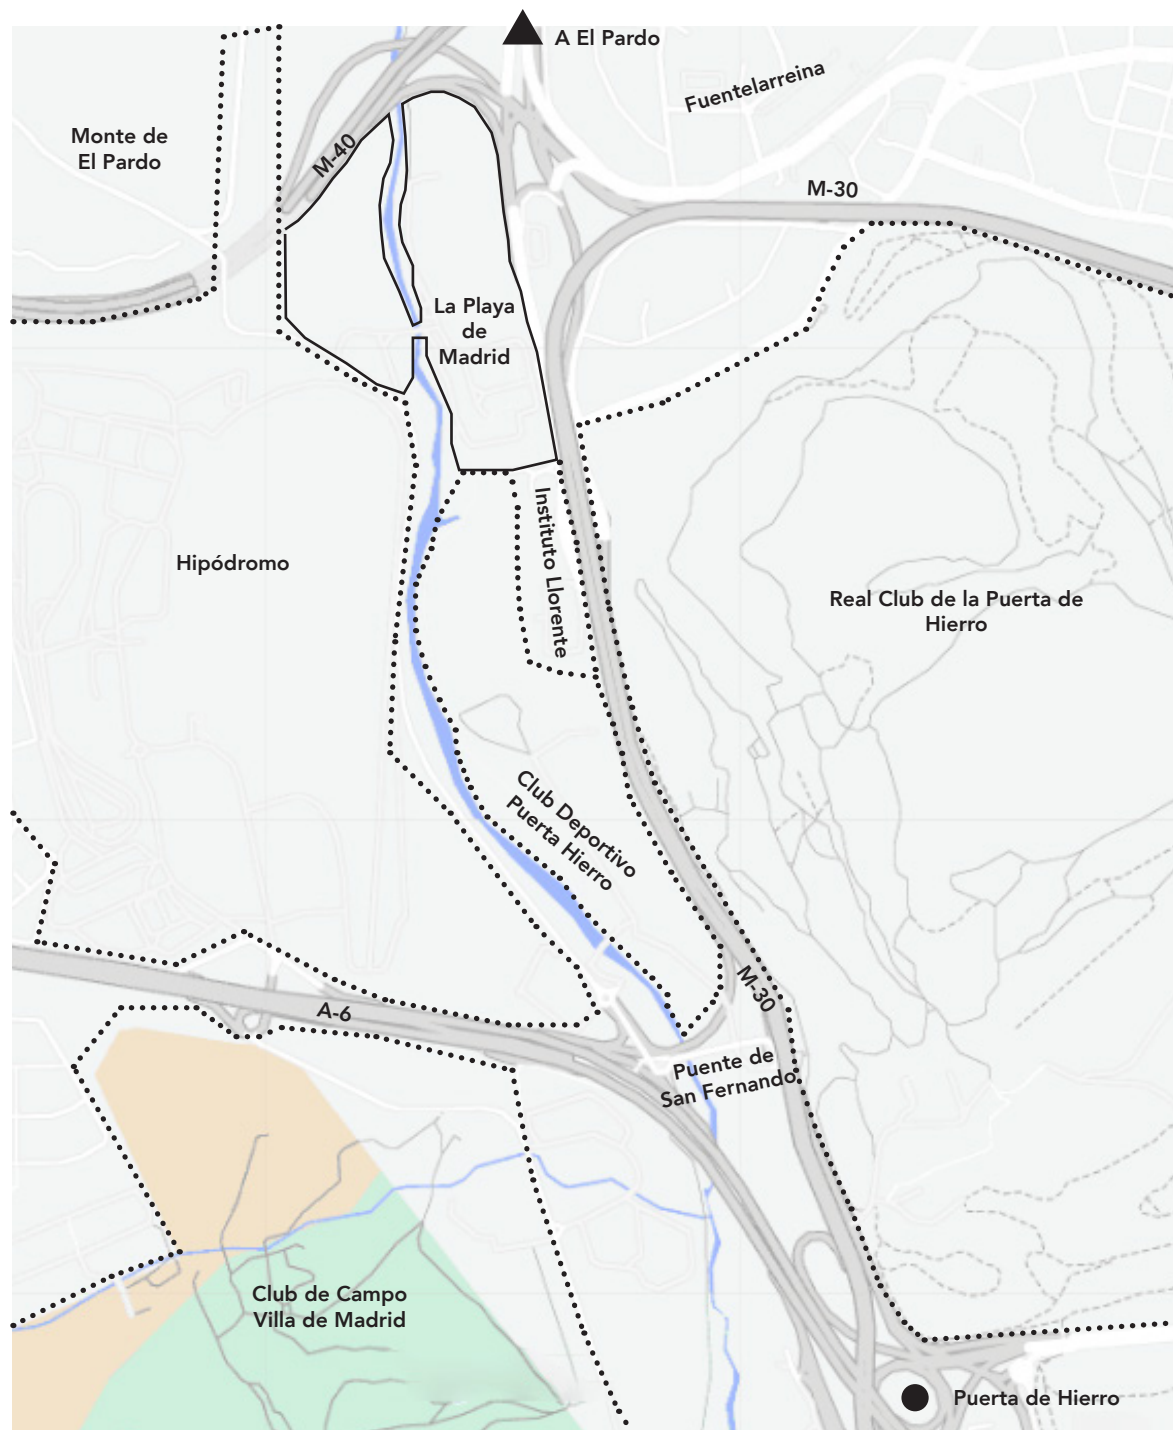 A El Pardo
Fuentelarreina
Monte de
El Pardo
M-40
M-30
La Playa
de
Madrid
Instituto Llorente
Hipódromo
Real Club de la Puerta de
Hierro
Club Deportivo
Puerta Hierro
M-30
A-6
Puente de
San Fernando
Club de Campo
Villa de Madrid
Puerta de Hierro